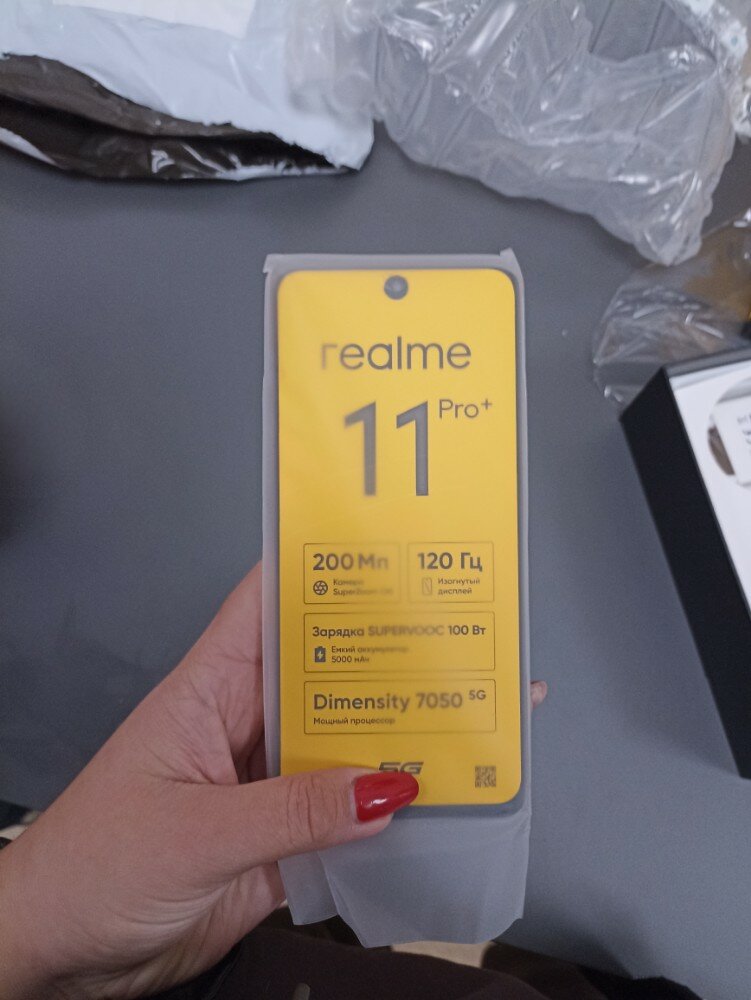 realme
11 Pro+
200 Мп
Камера
120 Гц
Изогнутый
дисплей
Зарядка SUPERVOOC 100 Вт
Емкий аккумулятор
5000 мАч
Dimensity 7050 5G
Мощный процессор
5G